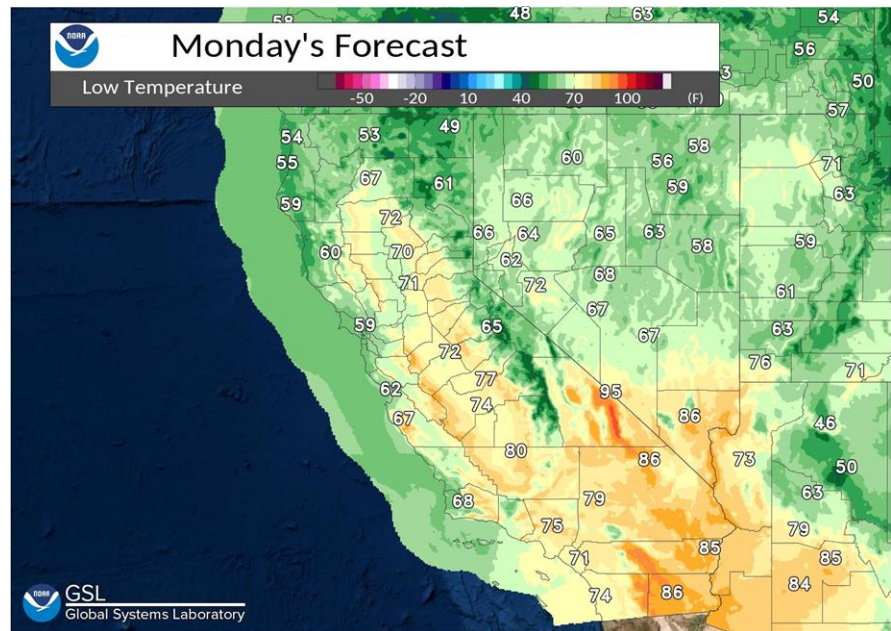 58 48 63 54
NOAA
Monday's Forecast
56
Low Temperature
-50 -20 10 40 70 100 (F)
50
57
54 53 49
58
55 60 56 71
67 61 59 63
59 66
72
60 70 66 64 65 63 58 59
62
71 72 68 61
59 65 67 63
72 67 76 71
77
62 74 95 86 46
67
80 86 73 50
68 79 63
75 79
71 85 85
74 86 84
GSL
Global Systems Laboratory